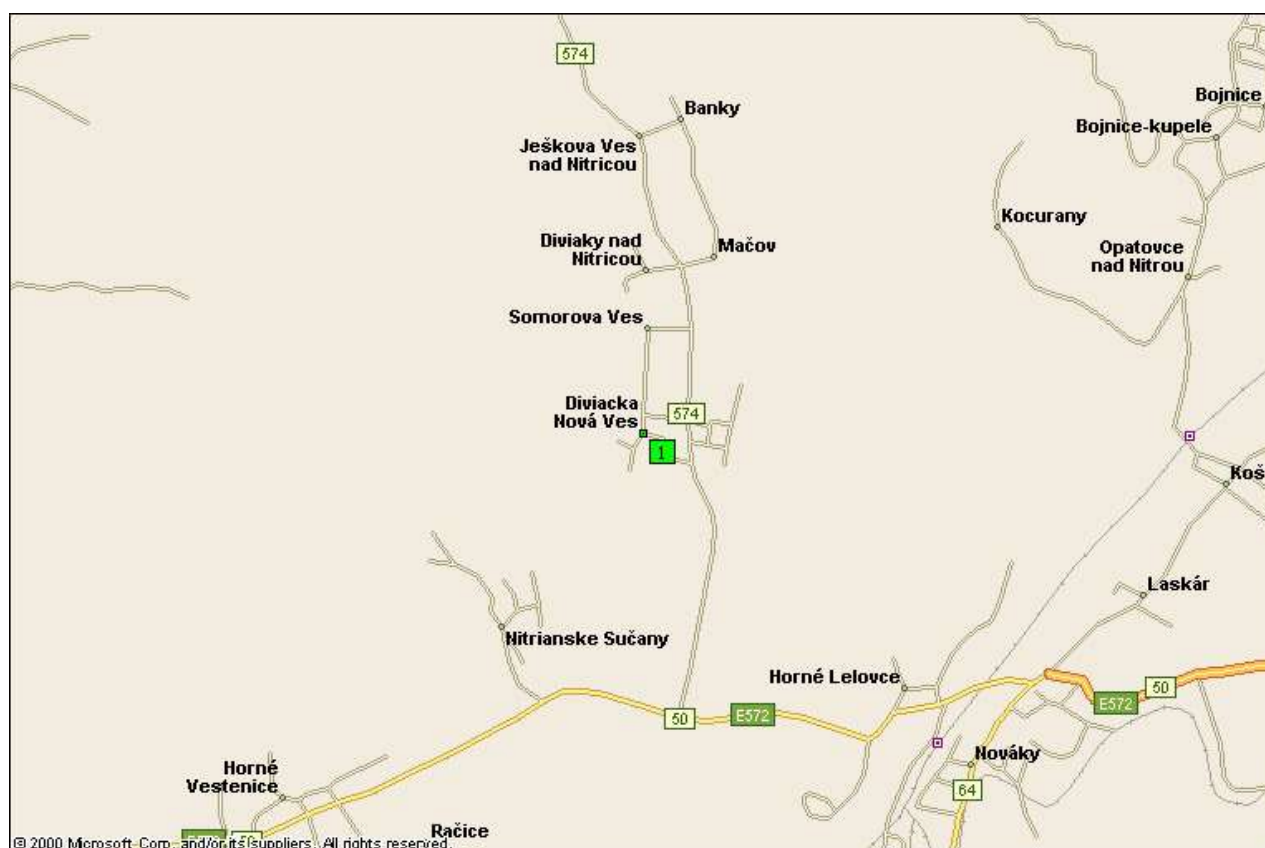 574
Banky
Bojnice
Bojnice-kupele
Ješkova Ves
nad Nitricou
Kocurany
Diviaky nad
Nitricou
Mačov
Opatovce
nad Nitrou
Somorova Ves
Diviacka
Nová Ves
574
1
Koš
Laskár
Nitrianske Sučany
Horné Lelovce
50
E572
50
E572
Nováky
64
Horné
Vestenice
Račice
© 2000 Microsoft Corp. and/or its suppliers. All rights reserved.